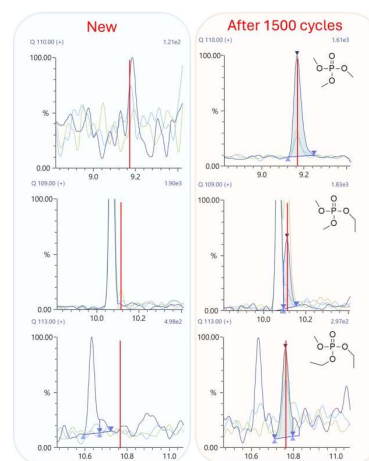 New
After 1500 cycles
Q 110.00 (+) 1.21e2
100.00
%
0.00
9.0 9.2
Q 110.00 (+) 1.61e3
100.00
%
0.00
9.0 9.2
O
O-P-O
O
Q 109.00 (+) 1.90e3
100.00
%
0.00
10.0 10.2
Q 109.00 (+) 1.83e3
100.00
%
0.00
10.0 10.2
O
O-P-O
O
Q 113.00 (+) 4.98e2
100.00
%
0.00
10.6 10.8 11.0
Q 113.00 (+) 2.97e2
100.00
%
0.00
10.6 10.8 11.0
O
O-P-O
O